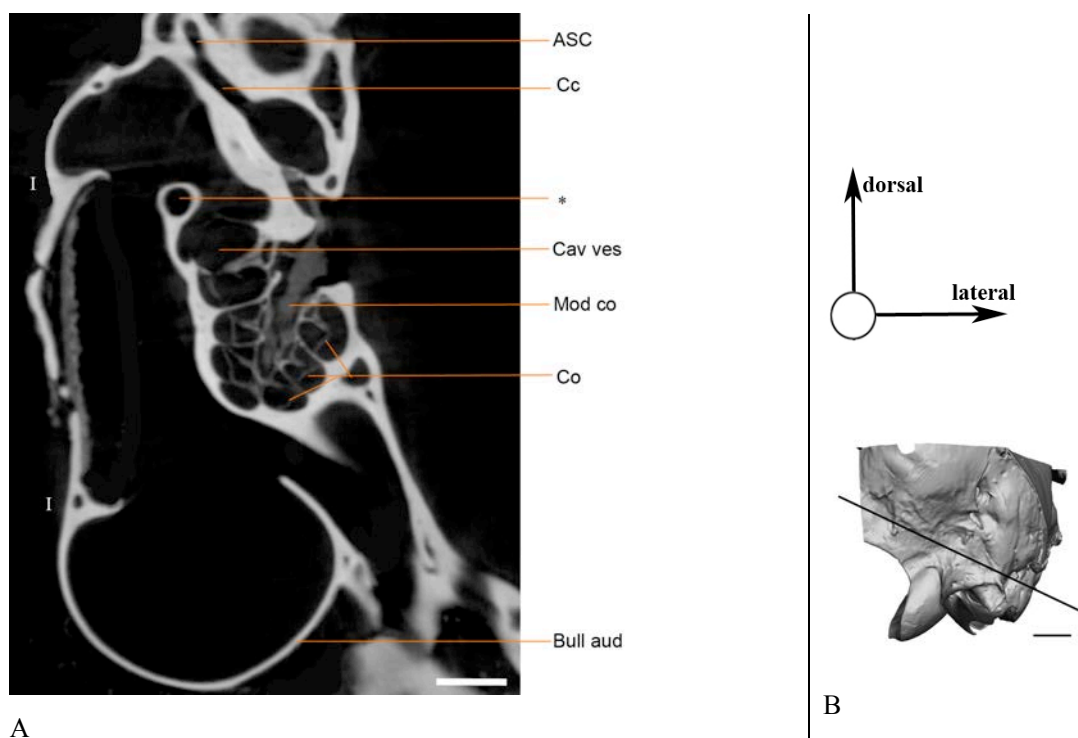 ASC
Cc
I
*
Cav ves
Mod co
Co
I
Bull aud
A
dorsal
lateral
B